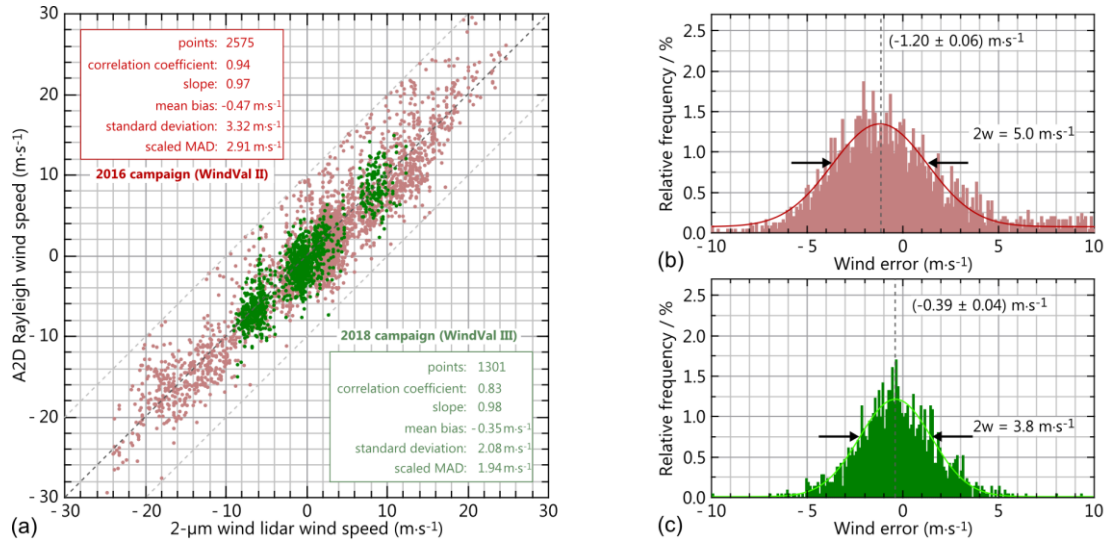 30
20
10
0
- 10
- 20
- 30
A2D Rayleigh wind speed (m·s-1)
points: 2575
correlation coefficient: 0.94
slope: 0.97
mean bias: -0.47 m·s-1
standard deviation: 3.32 m·s-1
scaled MAD: 2.91 m·s-1
2016 campaign (WindVal II)
2018 campaign (WindVal III)
points: 1301
correlation coefficient: 0.83
slope: 0.98
mean bias: -0.35 m·s-1
standard deviation: 2.08 m·s-1
scaled MAD: 1.94 m·s-1
- 30 - 20 - 10 0 10 20 30
2-µm wind lidar wind speed (m·s-1)
(a)
Relative frequency / %
2.5
2.0
1.5
1.0
0.5
0.0
(-1.20 ± 0.06) m·s-1
2w = 5.0 m·s-1
- 10 -5 0 5 10
Wind error (m·s-1)
(b)
Relative frequency / %
2.5
2.0
1.5
1.0
0.5
0.0
(-0.39 ± 0.04) m·s-1
2w = 3.8 m·s-1
- 10 -5 0 5 10
Wind error (m·s-1)
(c)